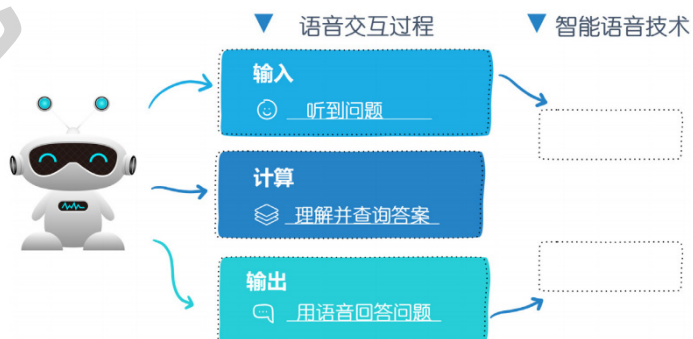 语音交互过程
智能语音技术
输入
听到问题
计算
理解并查询答案
输出
用语音回答问题